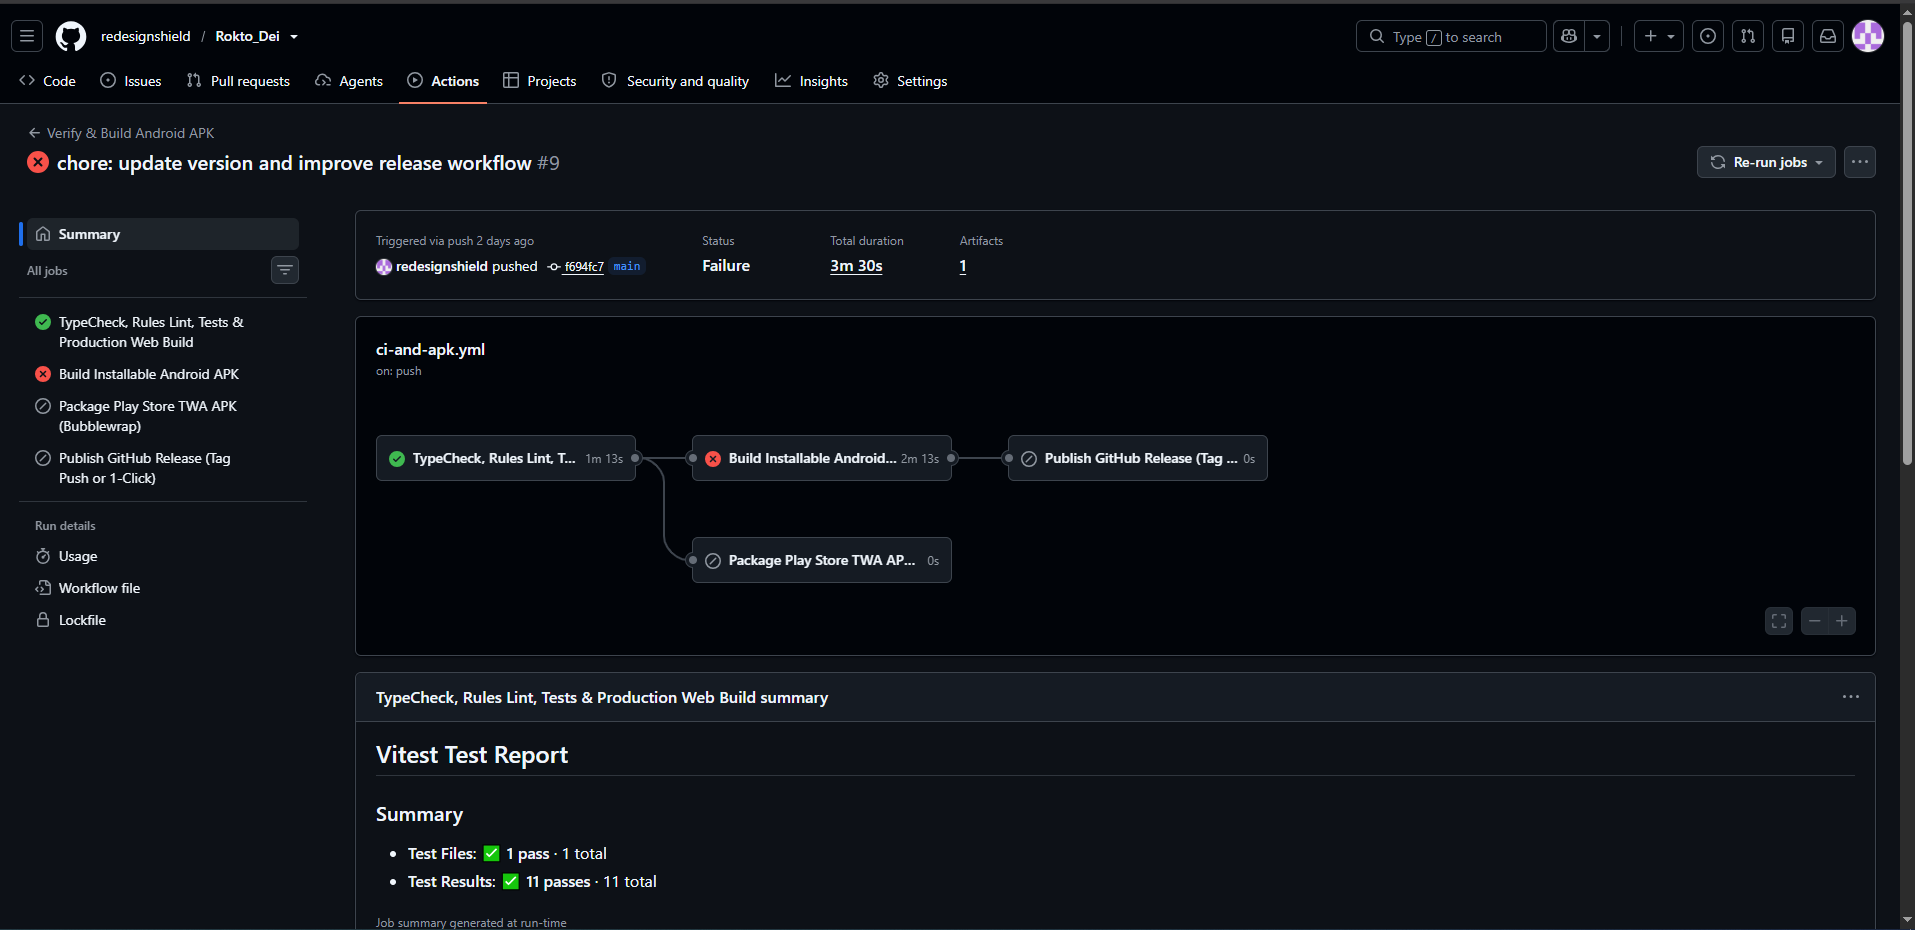 redesignshield / Rokto_Dei
Type / to search
Code Issues Pull requests Agents Actions Projects Security and quality Insights Settings
Verify & Build Android APK
chore: update version and improve release workflow #9
Re-run jobs
Summary
All jobs
TypeCheck, Rules Lint, Tests &
Production Web Build
Build Installable Android APK
Package Play Store TWA APK
(Bubblewrap)
Publish GitHub Release (Tag
Push or 1-Click)
Run details
Usage
Workflow file
Lockfile
Triggered via push 2 days ago
redesignshield pushed f694fc7 main
Status
Failure
Total duration
3m 30s
Artifacts
1
ci-and-apk.yml
on: push
TypeCheck, Rules Lint, T... 1m 13s
Build Installable Android... 2m 13s
Publish GitHub Release (Tag ... 0s
Package Play Store TWA AP... 0s
TypeCheck, Rules Lint, Tests & Production Web Build summary
Vitest Test Report
Summary
• Test Files: ✅ 1 pass · 1 total
• Test Results: ✅ 11 passes · 11 total
Job summary generated at run-time